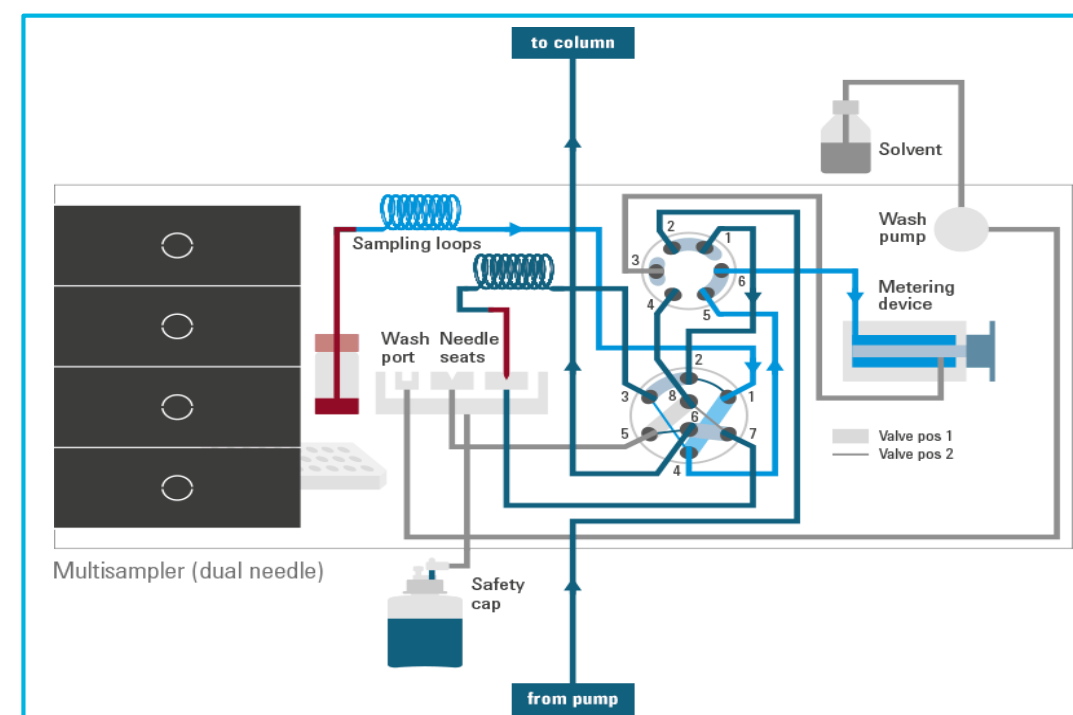 to column
Solvent
Sampling loops
Wash
pump
2
1
3
6
4
5
Metering
device
Wash
port
Needle
seats
2
3
8
1
6
5
7
4
Valve pos 1
Valve pos 2
Multisampler (dual needle)
Safety
cap
from pump